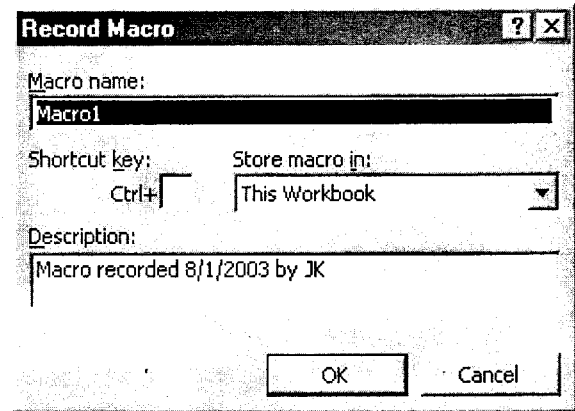 Record Macro ? X
Macro name:
Macro1
Shortcut key: Store macro in:
Ctrl+ This Workbook
Description:
Macro recorded 8/1/2003 by JK
OK Cancel